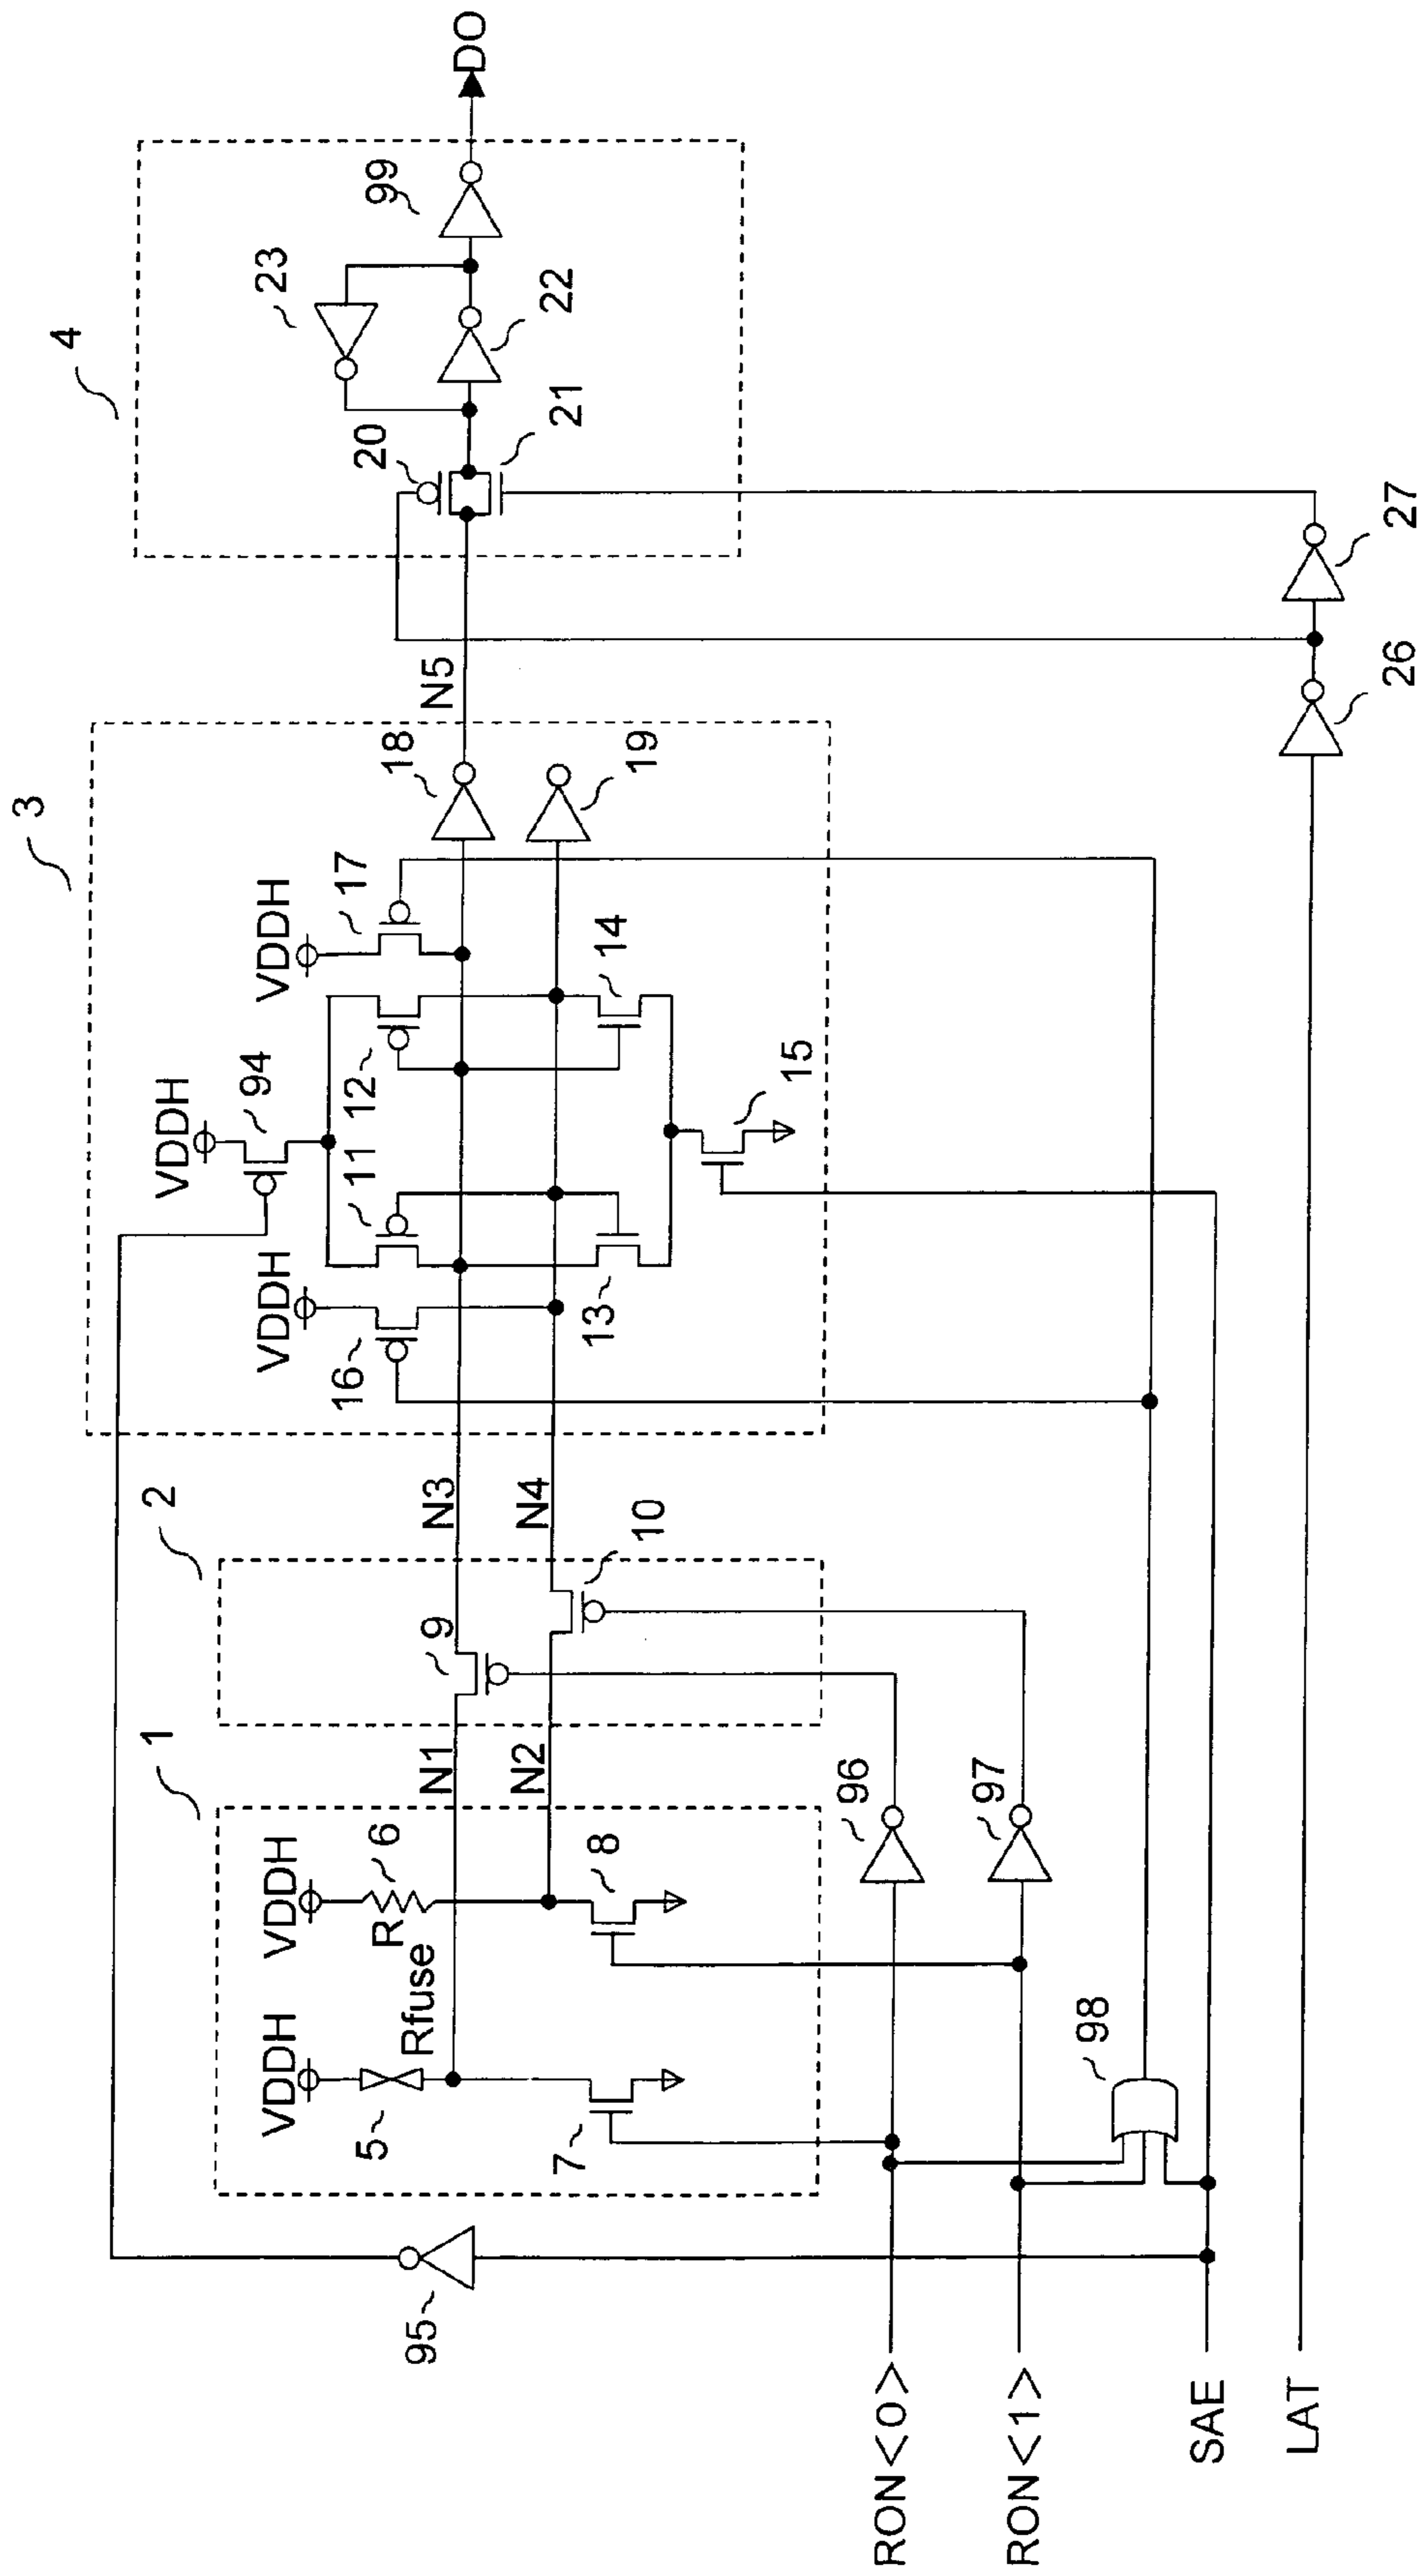 4
23
99
DO
20
22
21
3
VDDH
94
VDDH
17
18
N5
VDDH
11
12
16
13
14
19
15
26
27
2
N3
9
N4
10
1
N1
N2
VDDH
6
R
8
VDDH
Rfuse
5
7
96
97
98
95
RON<0>
RON<1>
SAE
LAT